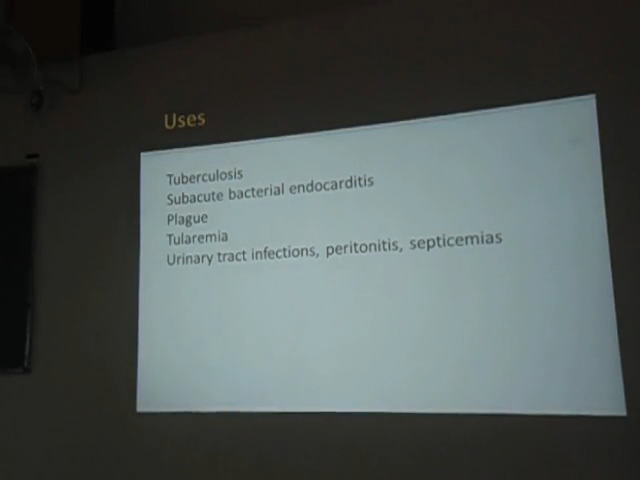 Uses
Tuberculosis
Subacute bacterial endocarditis
Plague
Tularemia
Urinary tract infections, peritonitis, septicemias